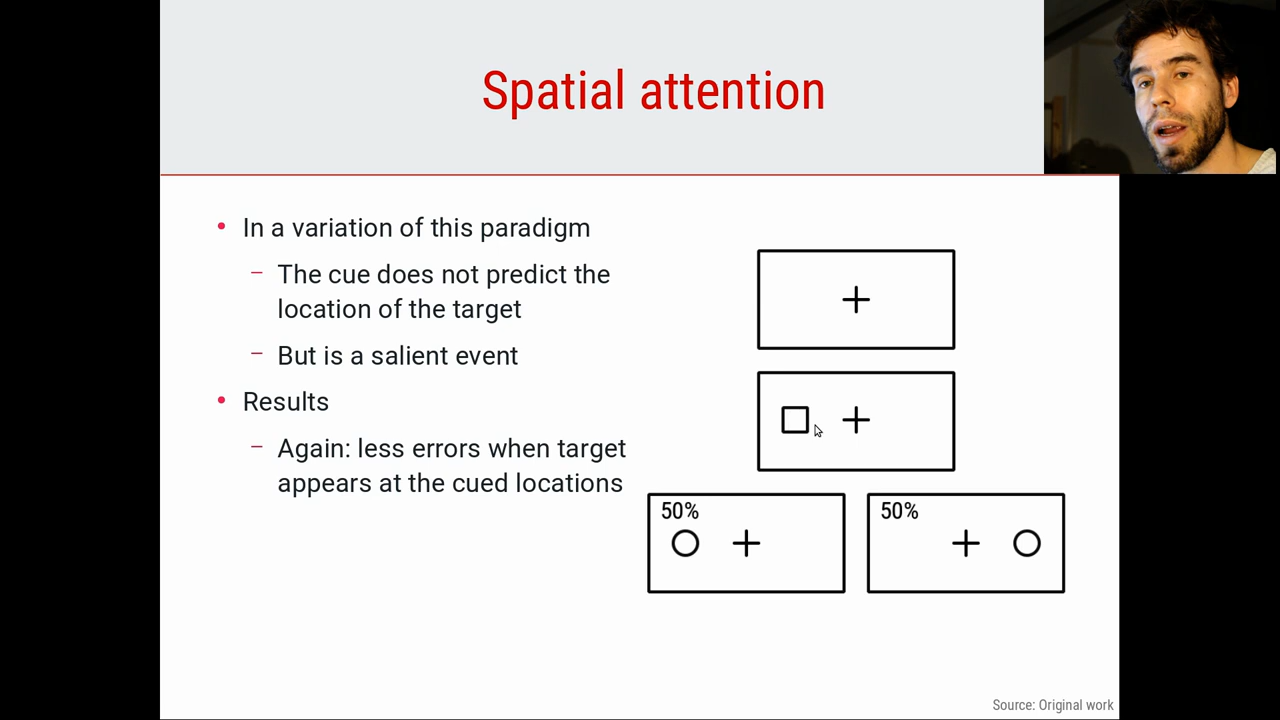 Spatial attention
• In a variation of this paradigm
– The cue does not predict the
location of the target
– But is a salient event
• Results
– Again: less errors when target
appears at the cued locations
50%
50%
Source: Original work